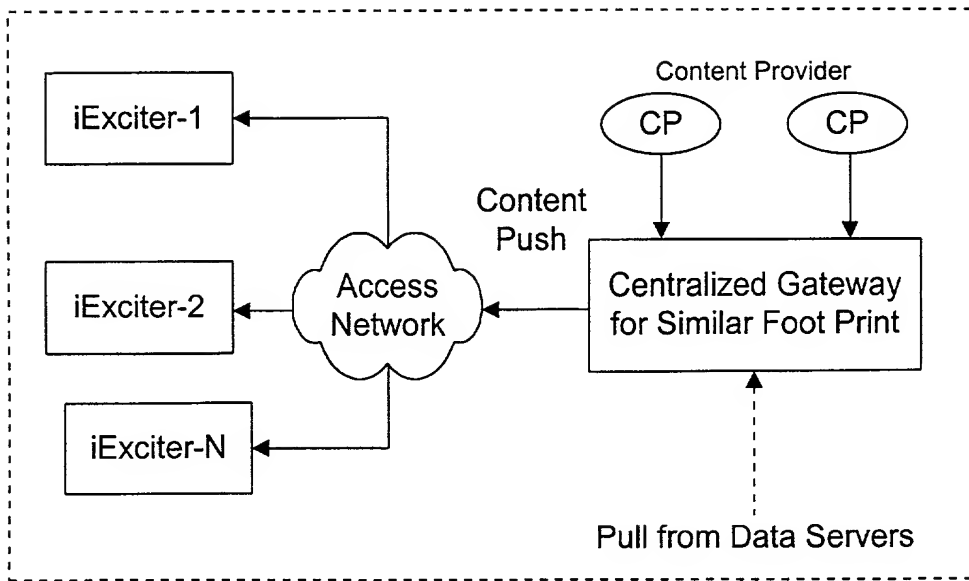 iExciter-1
Content Provider
CP
CP
Content
Push
iExciter-2
Access
Network
Centralized Gateway
for Similar Foot Print
iExciter-N
Pull from Data Servers